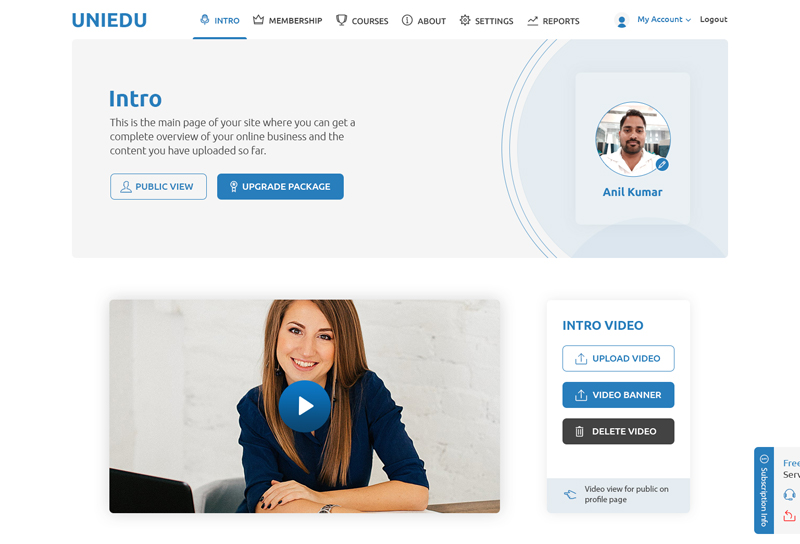 UNIEDU
INTRO
MEMBERSHIP
COURSES
ABOUT
SETTINGS
REPORTS
My Account
Logout
Intro
This is the main page of your site where you can get a
complete overview of your online business and the
content you have uploaded so far.
PUBLIC VIEW
UPGRADE PACKAGE
Anil Kumar
INTRO VIDEO
UPLOAD VIDEO
VIDEO BANNER
DELETE VIDEO
Video view for public on
profile page
Subscription Info
Free
Serv